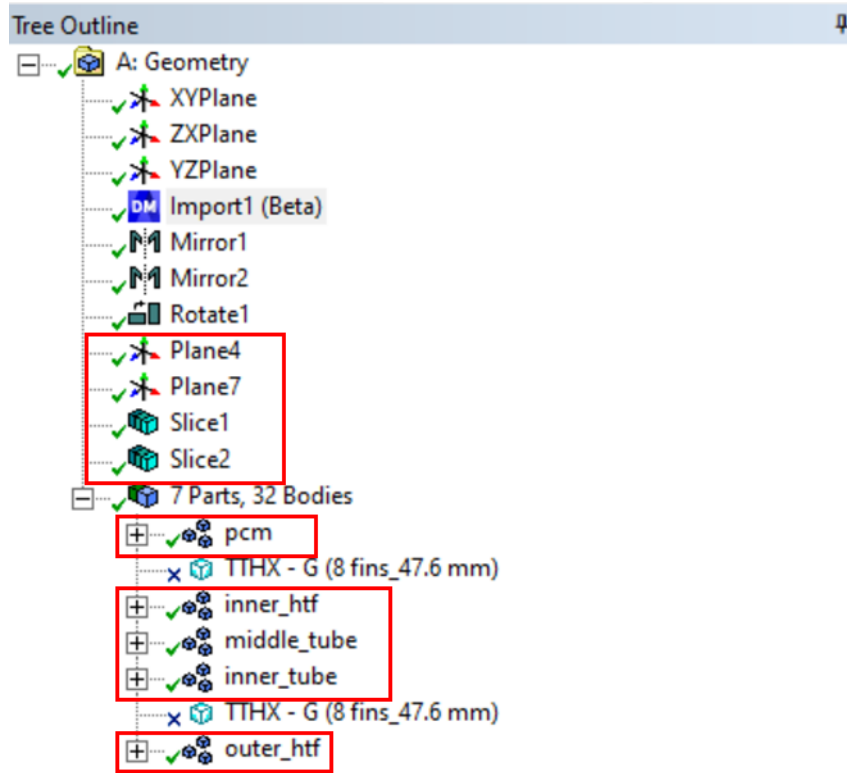 Tree Outline
A: Geometry
XYPlane
ZXPlane
YZPlane
DM Import1 (Beta)
Mirror1
Mirror2
Rotate1
Plane4
Plane7
Slice1
Slice2
7 Parts, 32 Bodies
pcm
TTHX - G (8 fins_47.6 mm)
inner_htf
middle_tube
inner_tube
TTHX - G (8 fins_47.6 mm)
outer_htf